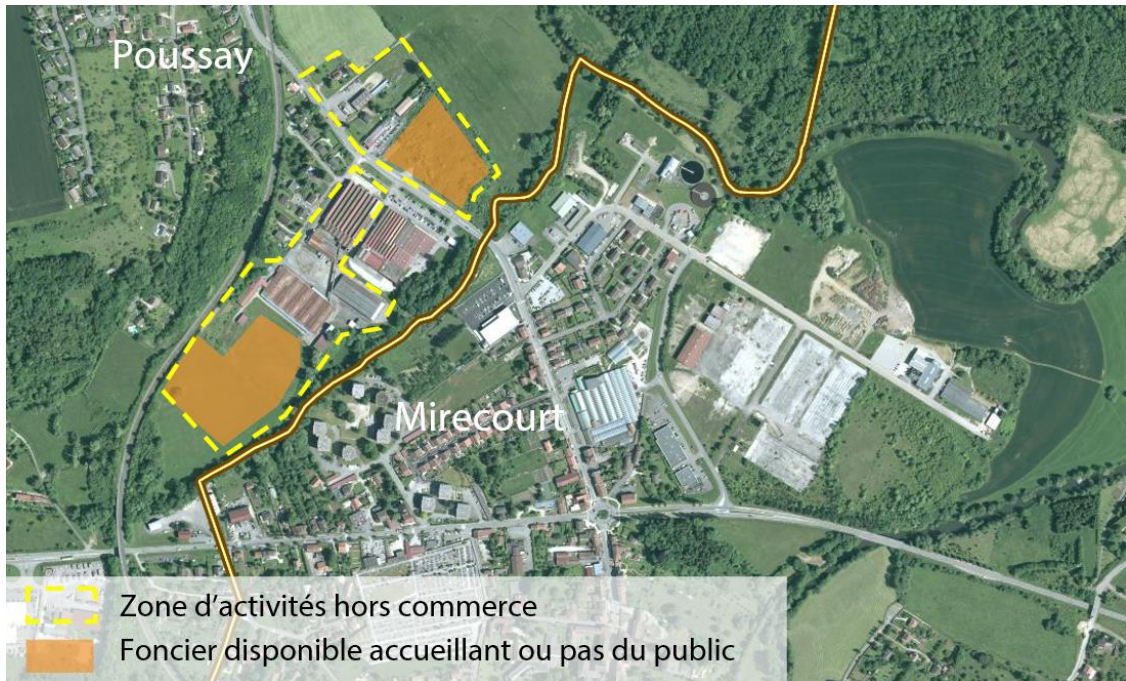 Poussay
Mirecourt
Zone d'activités hors commerce
Foncier disponible accueillant ou pas du public